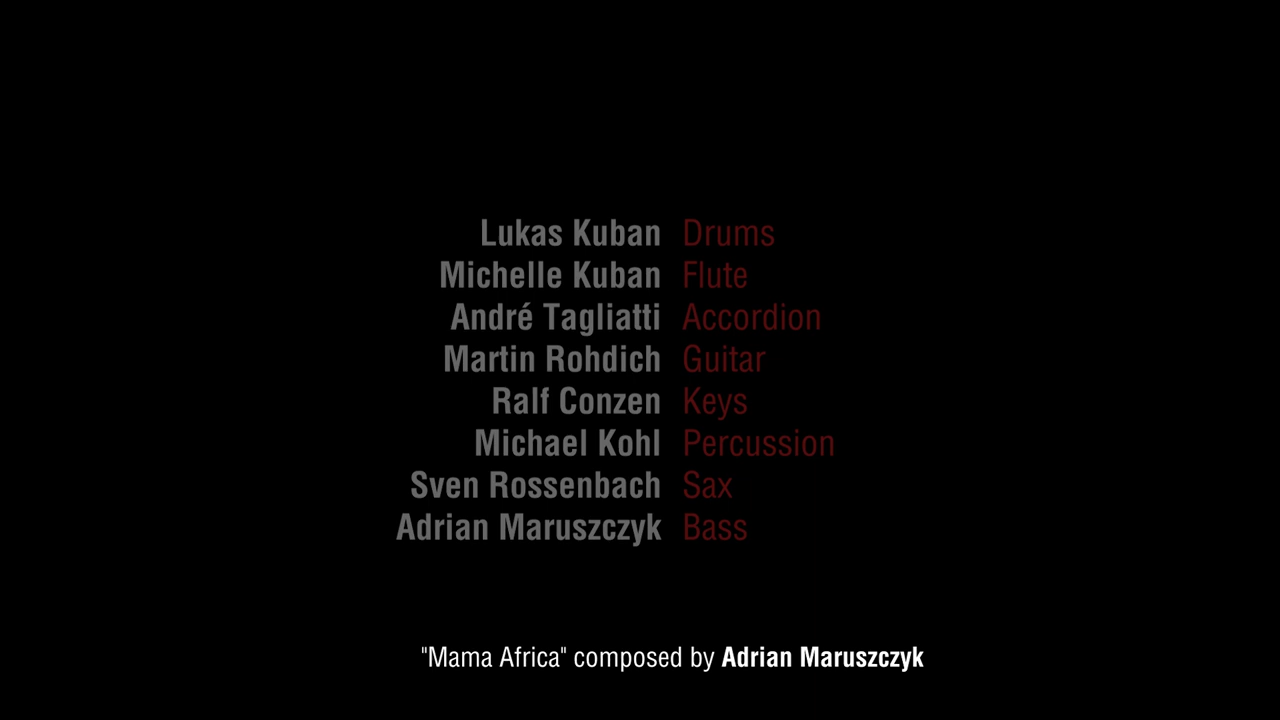 Lukas Kuban Drums
Michelle Kuban Flute
André Tagliatti Accordion
Martin Rohdich Guitar
Ralf Conzen Keys
Michael Kohl Percussion
Sven Rossenbach Sax
Adrian Maruszczyk Bass
"Mama Africa" composed by Adrian Maruszczyk